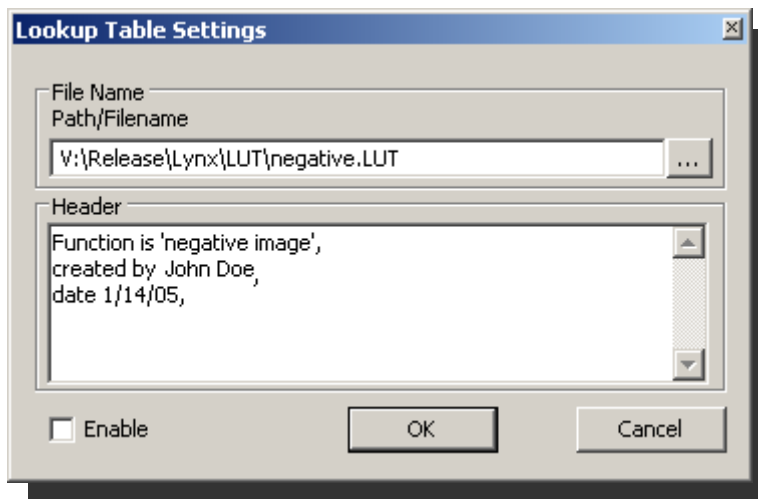 Lookup Table Settings
File Name
Path/Filename
V:\Release\Lynx\LUT\negative.LUT
...
Header
Function is 'negative image',
created by John Doe,
date 1/14/05,
Enable
OK
Cancel